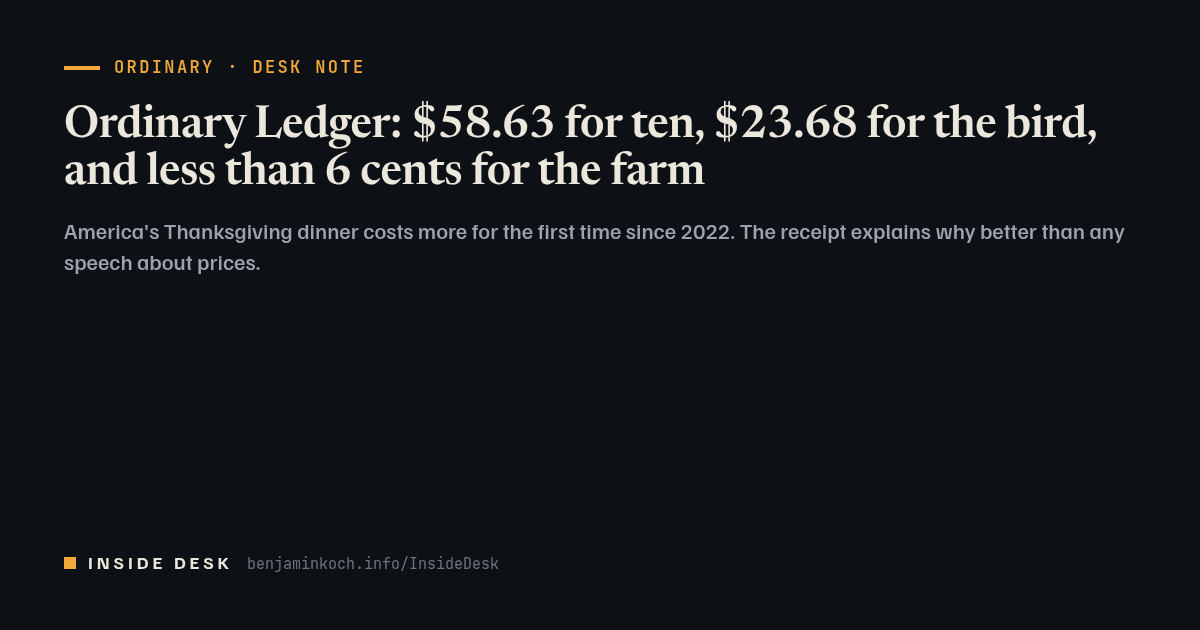 ORDINARY · DESK NOTE
Ordinary Ledger: $58.63 for ten, $23.68 for the bird,
and less than 6 cents for the farm
America's Thanksgiving dinner costs more for the first time since 2022. The receipt explains why better than any
speech about prices.
INSIDE DESK benjaminkoch.info/InsideDesk